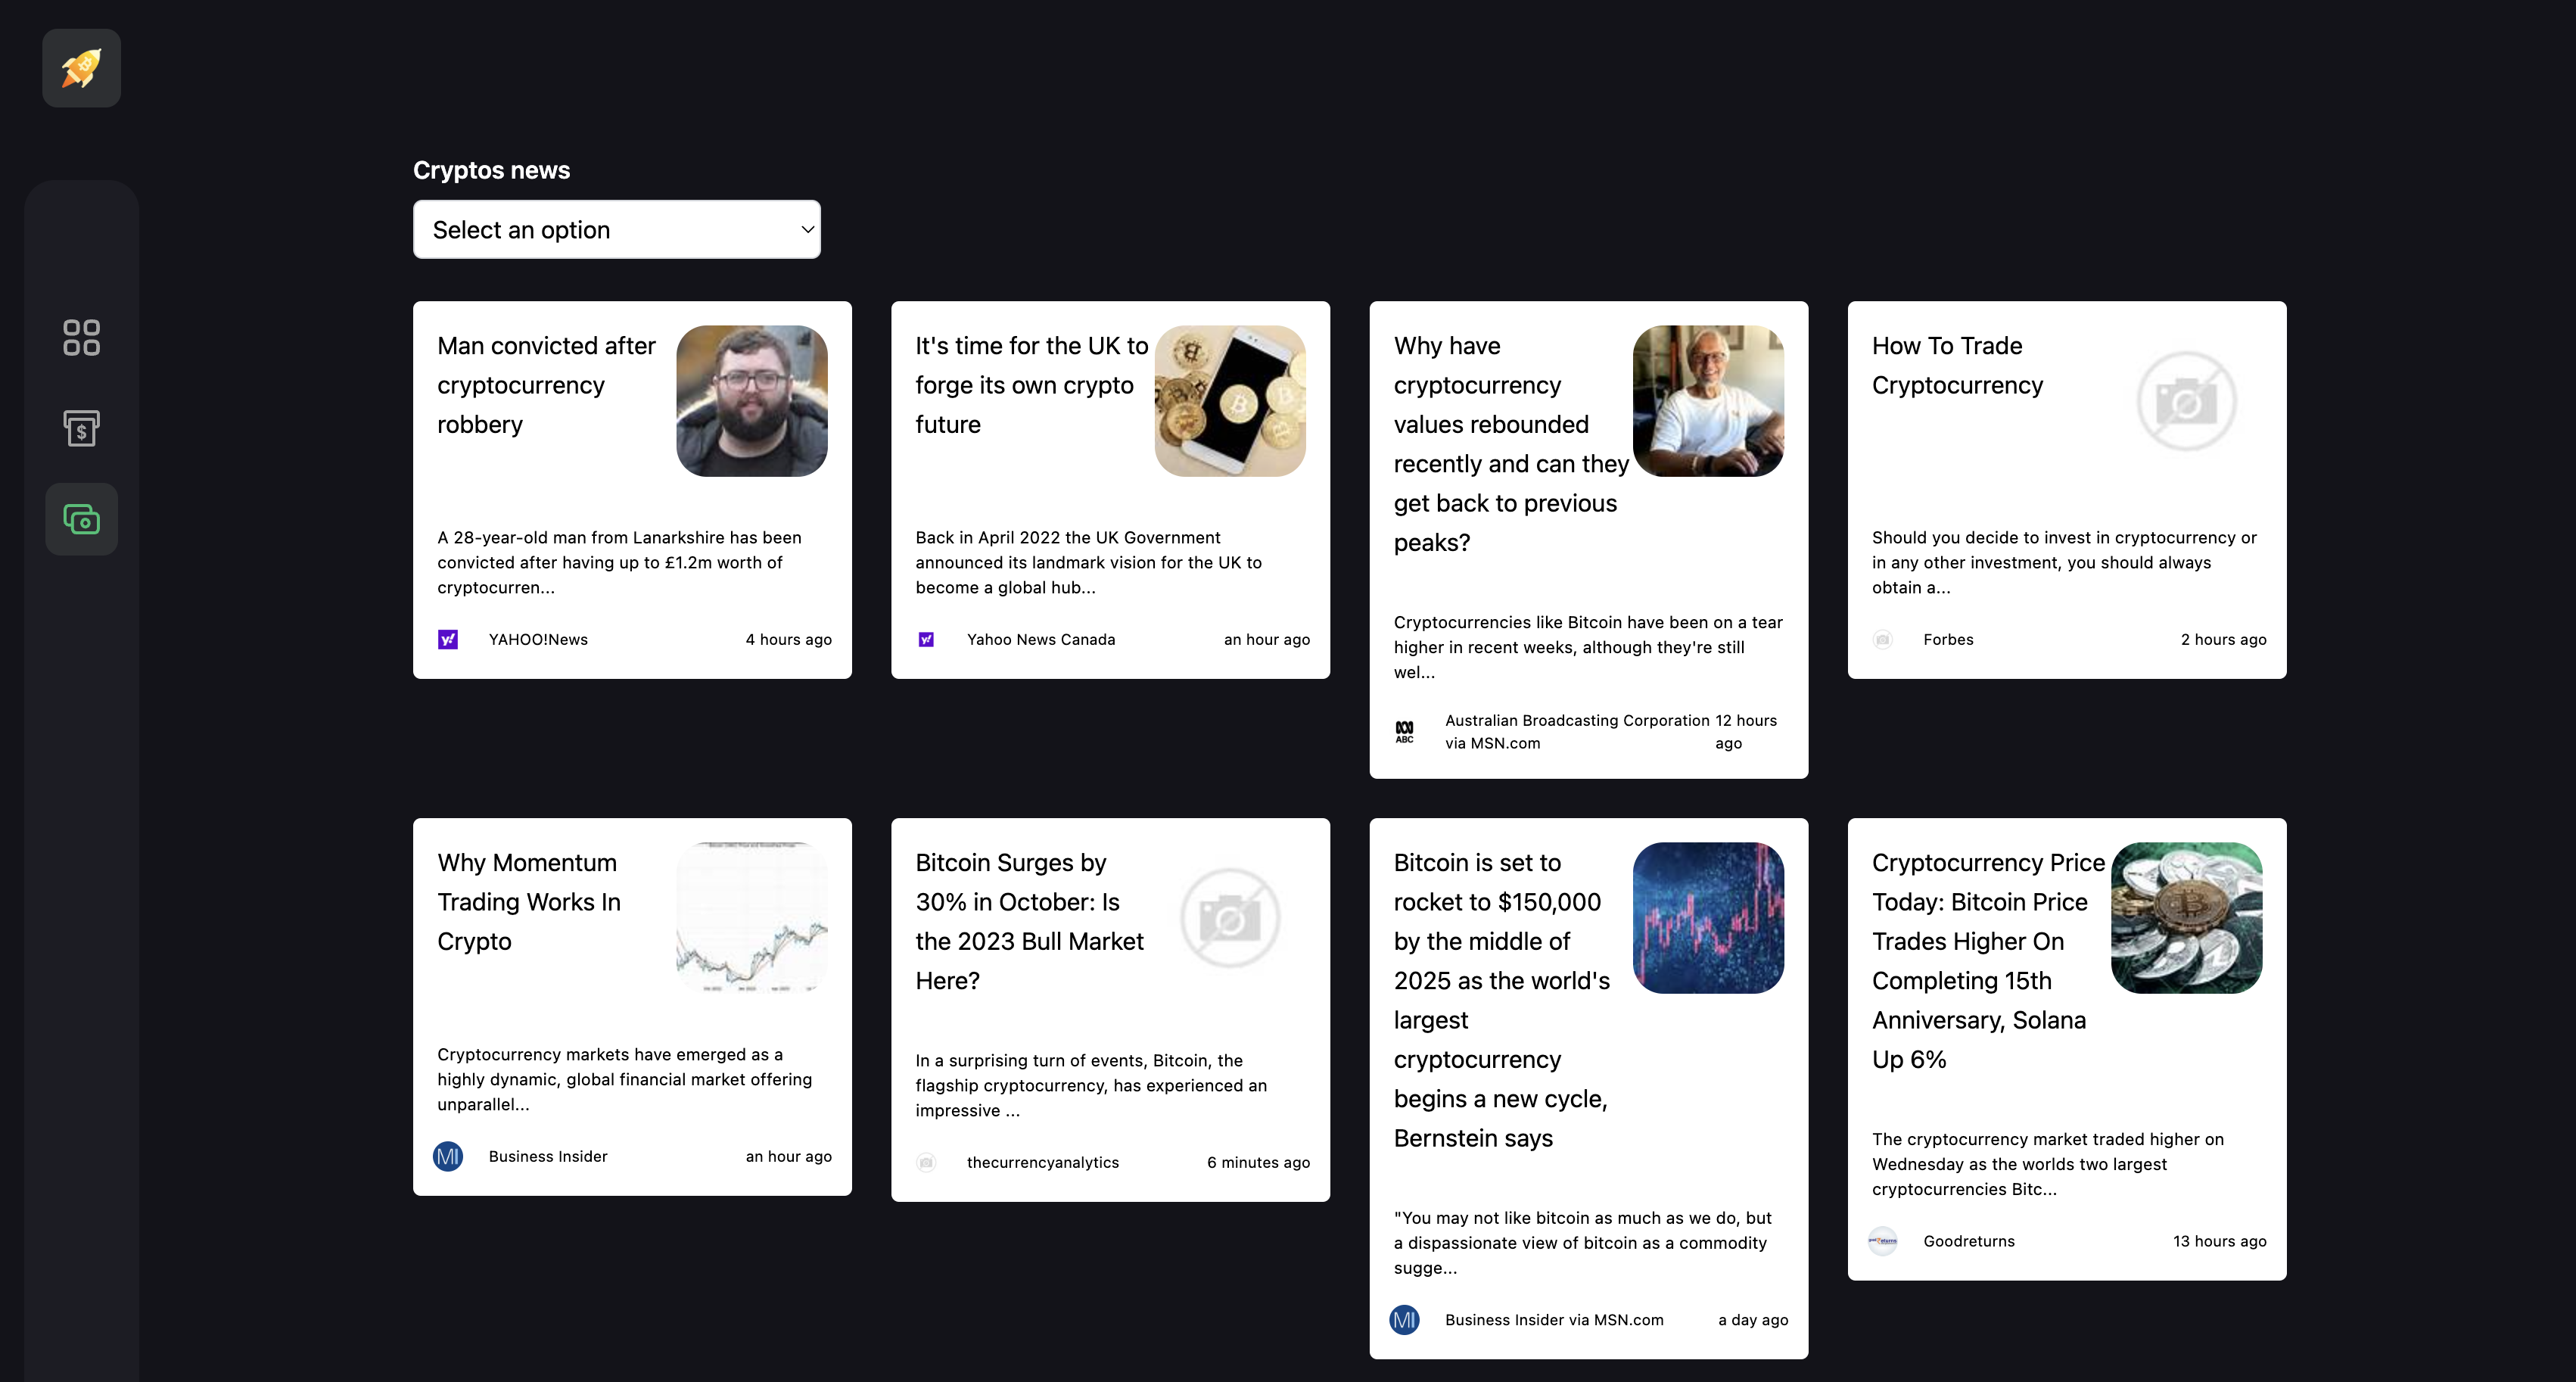 Cryptos news
Select an option
Man convicted after
cryptocurrency
robbery
A 28-year-old man from Lanarkshire has been
convicted after having up to £1.2m worth of
cryptocurren...
y!
YAHOO!News
4 hours ago
It's time for the UK to
forge its own crypto
future
Back in April 2022 the UK Government
announced its landmark vision for the UK to
become a global hub...
y!
Yahoo News Canada
an hour ago
Why have
cryptocurrency
values rebounded
recently and can they
get back to previous
peaks?
Cryptocurrencies like Bitcoin have been on a tear
higher in recent weeks, although they're still
wel...
ABC
Australian Broadcasting Corporation
via MSN.com
12 hours
ago
How To Trade
Cryptocurrency
Should you decide to invest in cryptocurrency or
in any other investment, you should always
obtain a...
Forbes
2 hours ago
Why Momentum
Trading Works In
Crypto
Cryptocurrency markets have emerged as a
highly dynamic, global financial market offering
unparallel...
MI
Business Insider
an hour ago
Bitcoin Surges by
30% in October: Is
the 2023 Bull Market
Here?
In a surprising turn of events, Bitcoin, the
flagship cryptocurrency, has experienced an
impressive ...
thecurrencyanalytics
6 minutes ago
Bitcoin is set to
rocket to $150,000
by the middle of
2025 as the world's
largest
cryptocurrency
begins a new cycle,
Bernstein says
"You may not like bitcoin as much as we do, but
a dispassionate view of bitcoin as a commodity
sugge...
MI
Business Insider via MSN.com
a day ago
Cryptocurrency Price
Today: Bitcoin Price
Trades Higher On
Completing 15th
Anniversary, Solana
Up 6%
The cryptocurrency market traded higher on
Wednesday as the worlds two largest
cryptocurrencies Bitc...
Goodreturns
13 hours ago